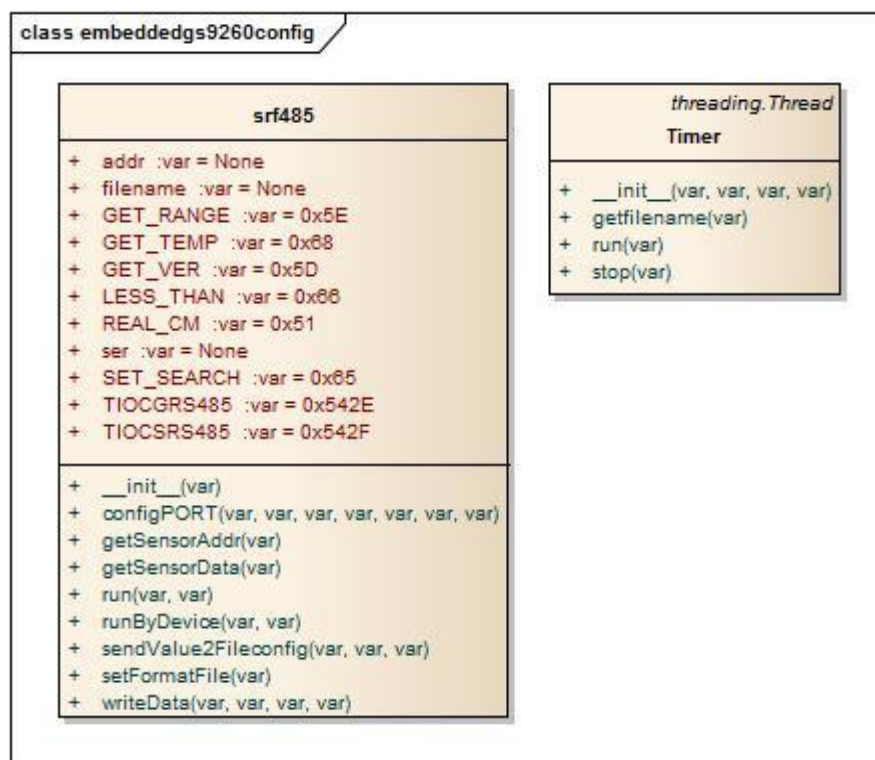 class embeddedgs9260config
srf485
+ addr :var = None
+ filename :var = None
+ GET_RANGE :var = 0x5E
+ GET_TEMP :var = 0x68
+ GET_VER :var = 0x5D
+ LESS_THAN :var = 0x66
+ REAL_CM :var = 0x51
+ ser :var = None
+ SET_SEARCH :var = 0x65
+ TIOCGRS485 :var = 0x542E
+ TIOCSRS485 :var = 0x542F
+ __init__(var)
+ configPORT(var, var, var, var, var, var, var)
+ getSensorAddr(var)
+ getSensorData(var)
+ run(var, var)
+ runByDevice(var, var)
+ sendValue2Fileconfig(var, var, var)
+ setFormatFile(var)
+ writeData(var, var, var, var)
threading.Thread
Timer
+ __init__(var, var, var, var)
+ getfilename(var)
+ run(var)
+ stop(var)